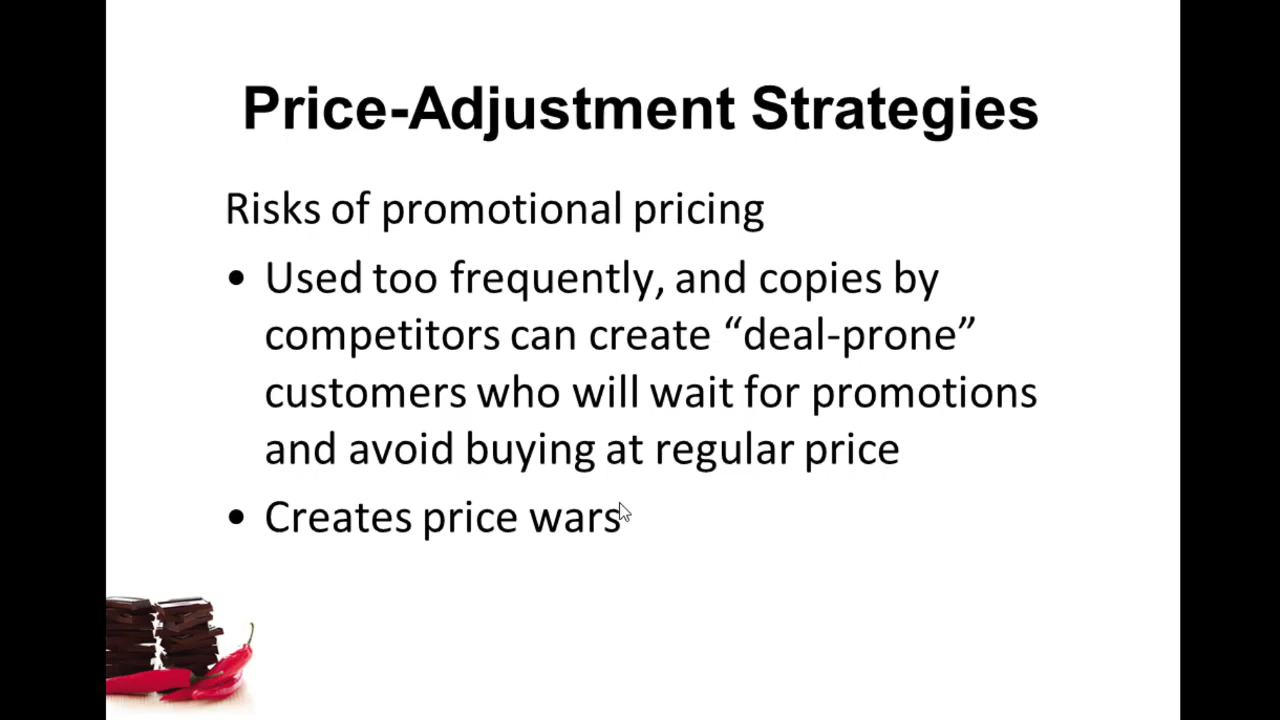 Price-Adjustment Strategies
Risks of promotional pricing
• Used too frequently, and copies by
competitors can create “deal-prone”
customers who will wait for promotions
and avoid buying at regular price
• Creates price wars